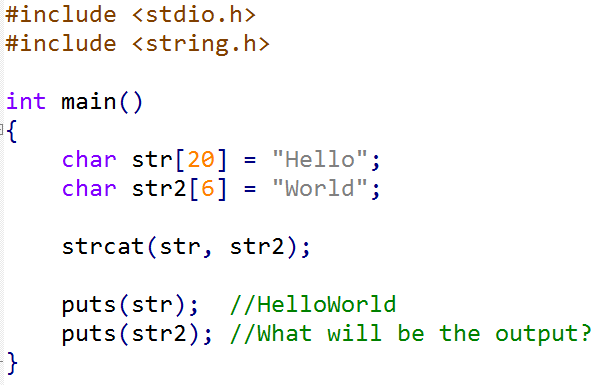 #include <stdio.h>
#include <string.h>
int main()
{
char str[20] = "Hello";
char str2[6] = "World";
strcat(str, str2);
puts(str);  //HelloWorld
puts(str2); //What will be the output?
}